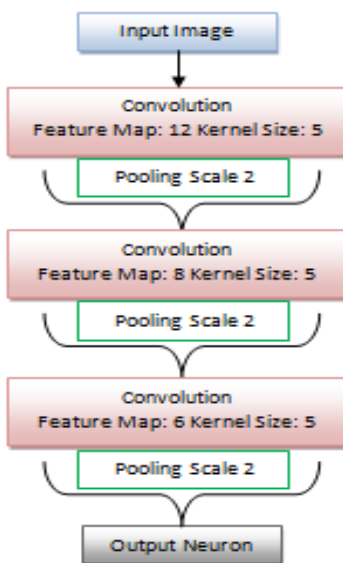 Input Image
Convolution
Feature Map: 12 Kernel Size: 5
Pooling Scale 2
Convolution
Feature Map: 8 Kernel Size: 5
Pooling Scale 2
Convolution
Feature Map: 6 Kernel Size: 5
Pooling Scale 2
Output Neuron